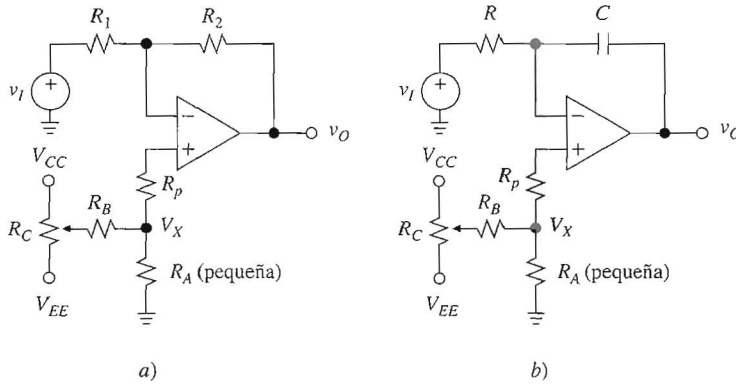 R1
R2
vI
+
−
+
vO
VCC
Rp
RB
RC
VX
RA (pequeña)
VEE
a)
R
C
vI
+
−
+
vO
VCC
Rp
RB
RC
VX
RA (pequeña)
VEE
b)